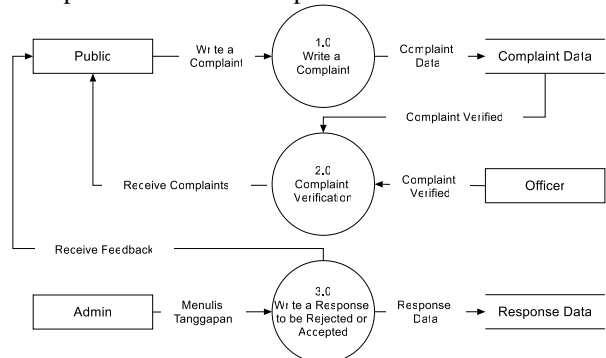 Public
Write a
Complaint
1.0
Write a
Complaint
Complaint
Data
Complaint Data
Complaint Verified
2.0
Complaint
Verification
Receive Complaints
Complaint
Verified
Officer
Receive Feedback
Admin
Menulis
Tanggapan
3.0
Write a Response
to be Rejected or
Accepted
Response
Data
Response Data